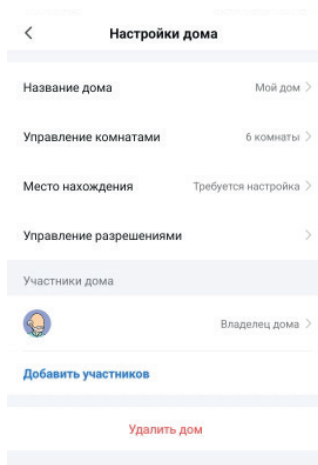 Настройки дома
Название дома Мой дом
Управление комнатами 6 комнаты
Место нахождения Требуется настройка
Управление разрешениями
Участники дома
Владелец дома
Добавить участников
Удалить дом